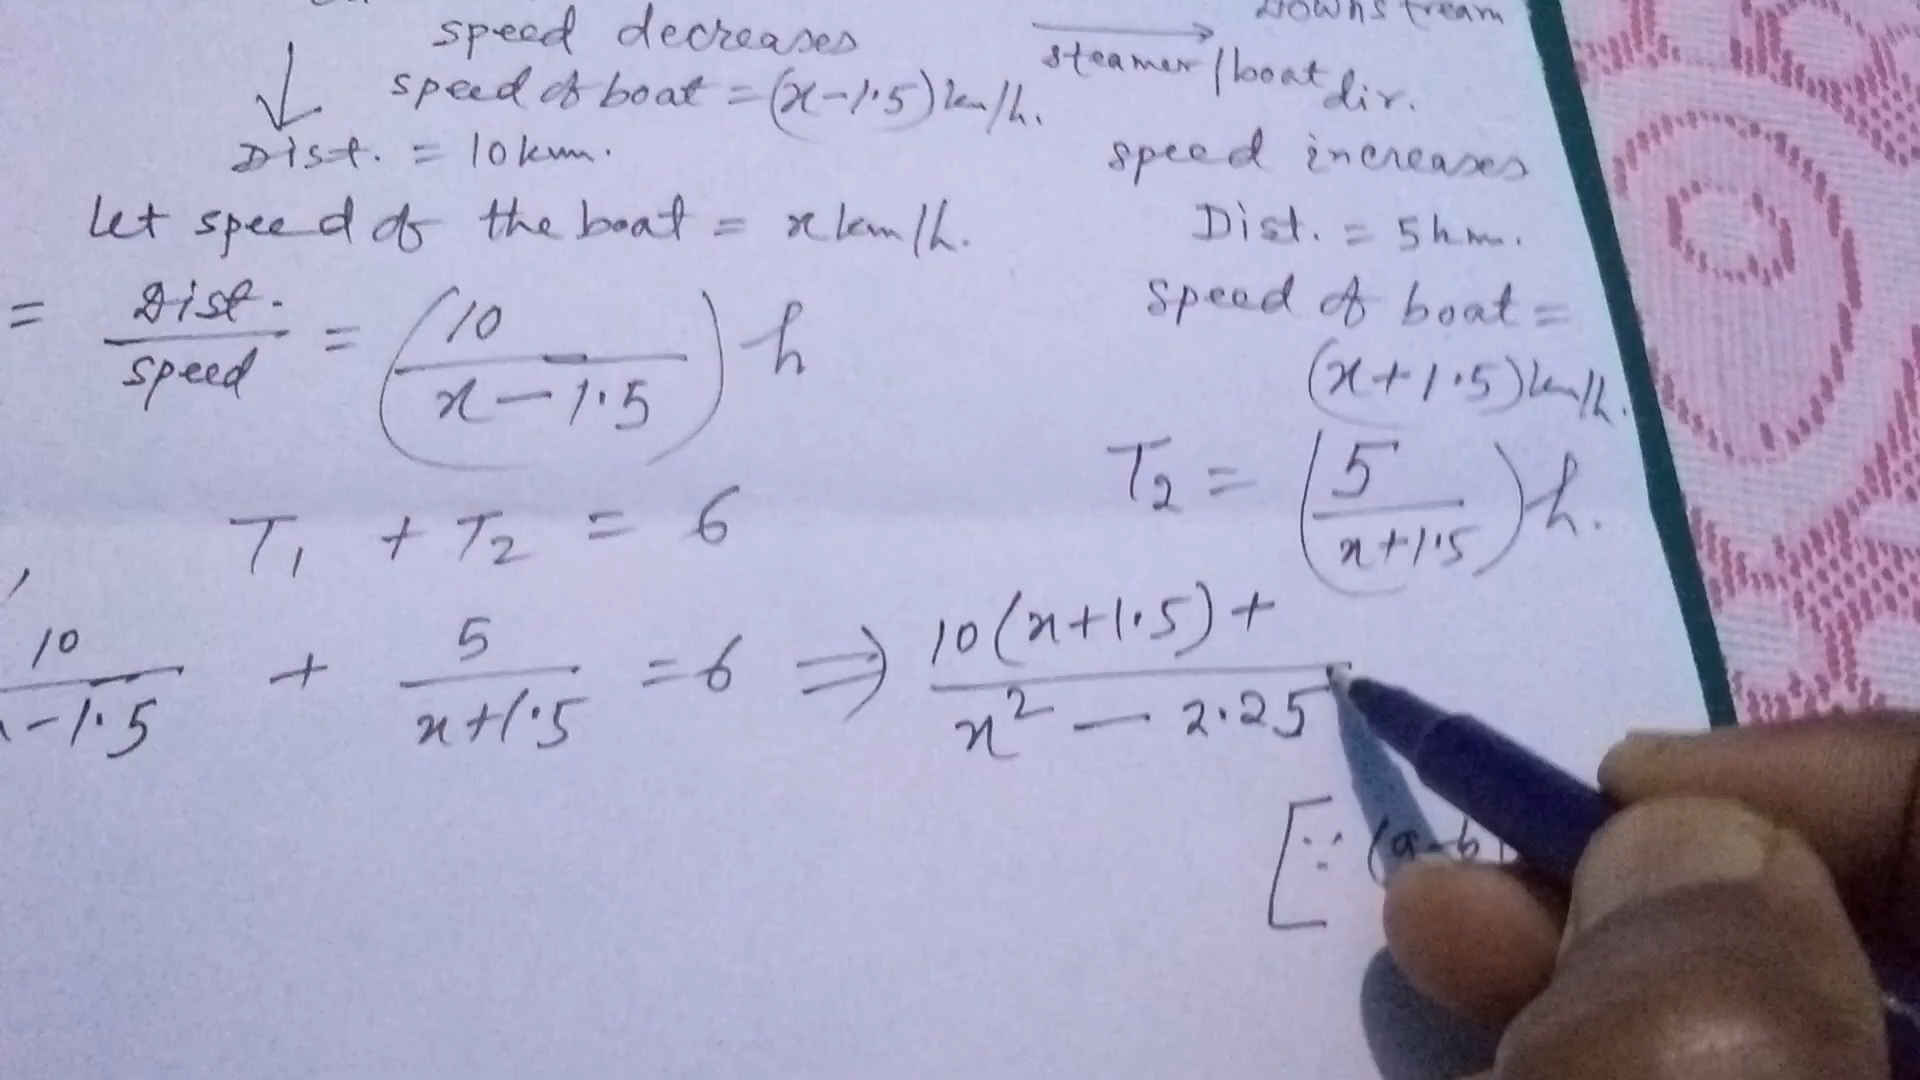 speed decreases
speed of boat = (x-1.5) km/h.
Dist. = 10 km.
Let speed of the boat = x km/h.
= Dist. / speed = (10 / x - 1.5) h
T1 + T2 = 6
Downstream
steamer/boat dir.
speed increases
Dist. = 5 km.
speed of boat =
(x+1.5) km/h.
T2 = (5 / x+1.5) h.
10 / -1.5 + 5 / x+1.5 = 6 ⇒ 10(x+1.5) + / x² - 2.25
[∵ (a-b)